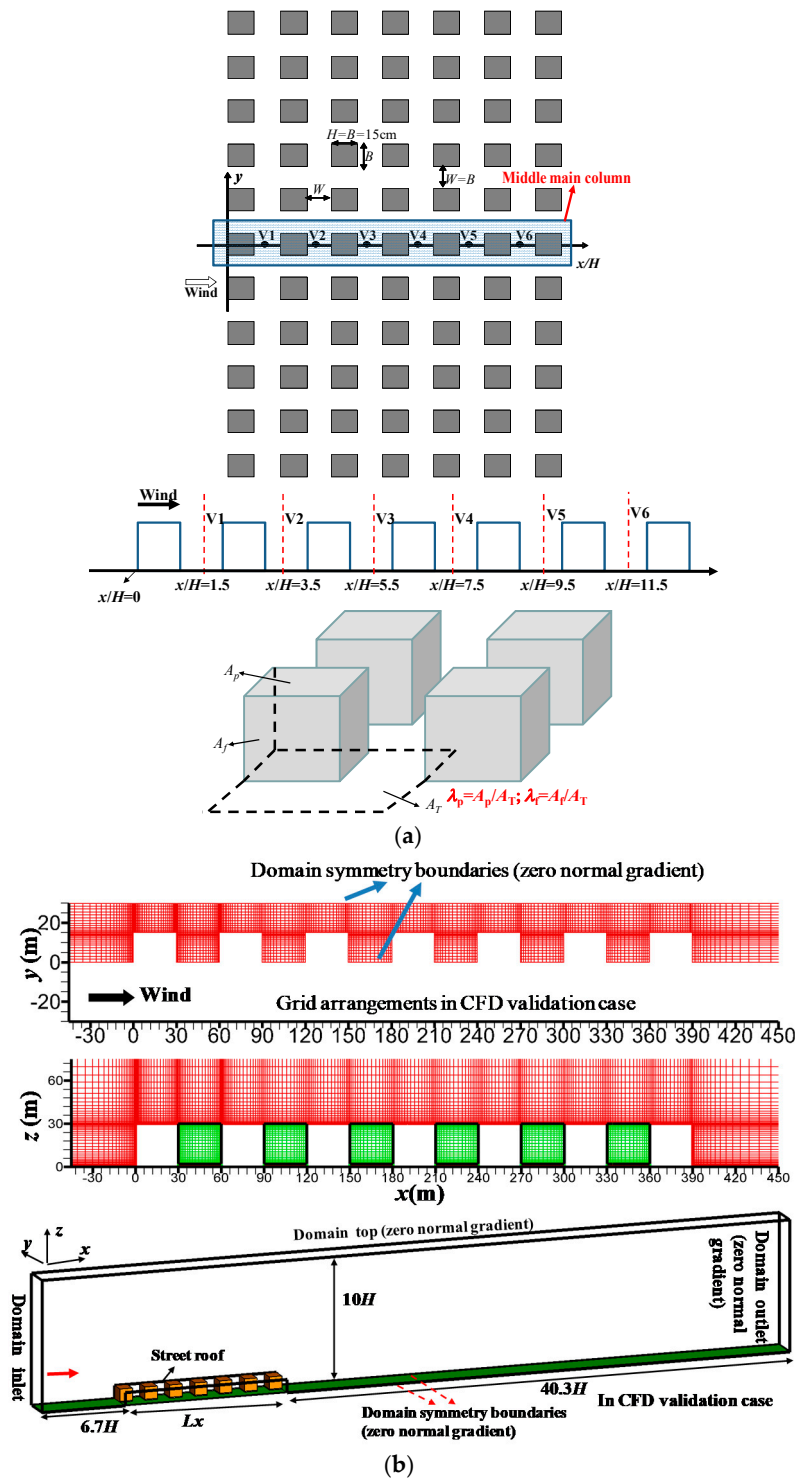 H=B=15cm
B
y
W
W=B
Middle main column
V1 V2 V3 V4 V5 V6
x/H
Wind
Wind
V1 V2 V3 V4 V5 V6
x/H=0
x/H=1.5 x/H=3.5 x/H=5.5 x/H=7.5 x/H=9.5 x/H=11.5
Ap
Af
AT
λp=Ap/AT; λf=Af/AT
(a)
Domain symmetry boundaries (zero normal gradient)
y (m)
20
0
-20
Wind
Grid arrangements in CFD validation case
-30 0 30 60 90 120 150 180 210 240 270 300 330 360 390 420 450
z (m)
60
30
0
-30 0 30 60 90 120 150 180 210 240 270 300 330 360 390 420 450
x(m)
z
y
x
Domain top (zero normal gradient)
Domain inlet
Domain outlet
(zero normal
gradient)
10H
Street roof
6.7H
Lx
40.3H
In CFD validation case
Domain symmetry boundaries
(zero normal gradient)
(b)